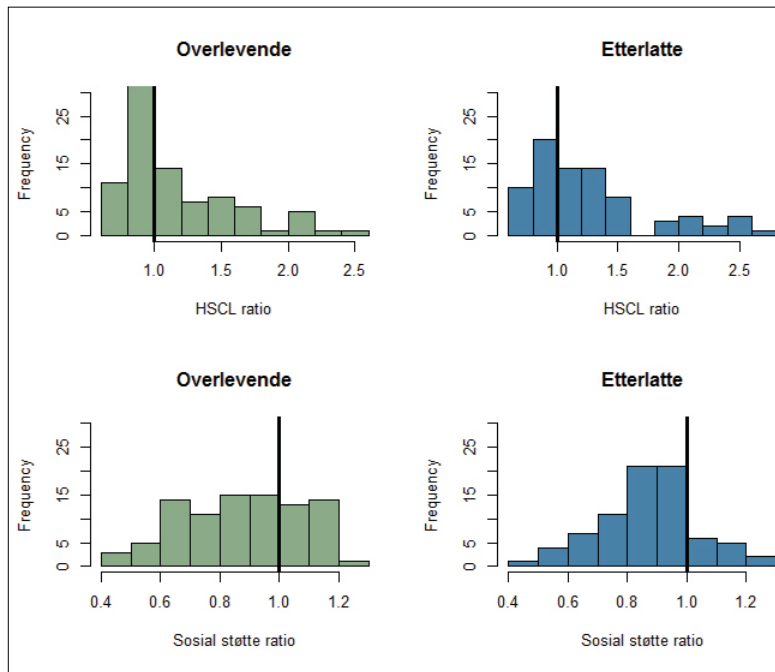 Overlevende
Frequency
0 5 15 25
1.0 1.5 2.0 2.5
HSCL ratio
Etterlatte
Frequency
0 5 15 25
1.0 1.5 2.0 2.5
HSCL ratio
Overlevende
Frequency
0 5 15 25
0.4 0.6 0.8 1.0 1.2
Sosial støtte ratio
Etterlatte
Frequency
0 5 15 25
0.4 0.6 0.8 1.0 1.2
Sosial støtte ratio